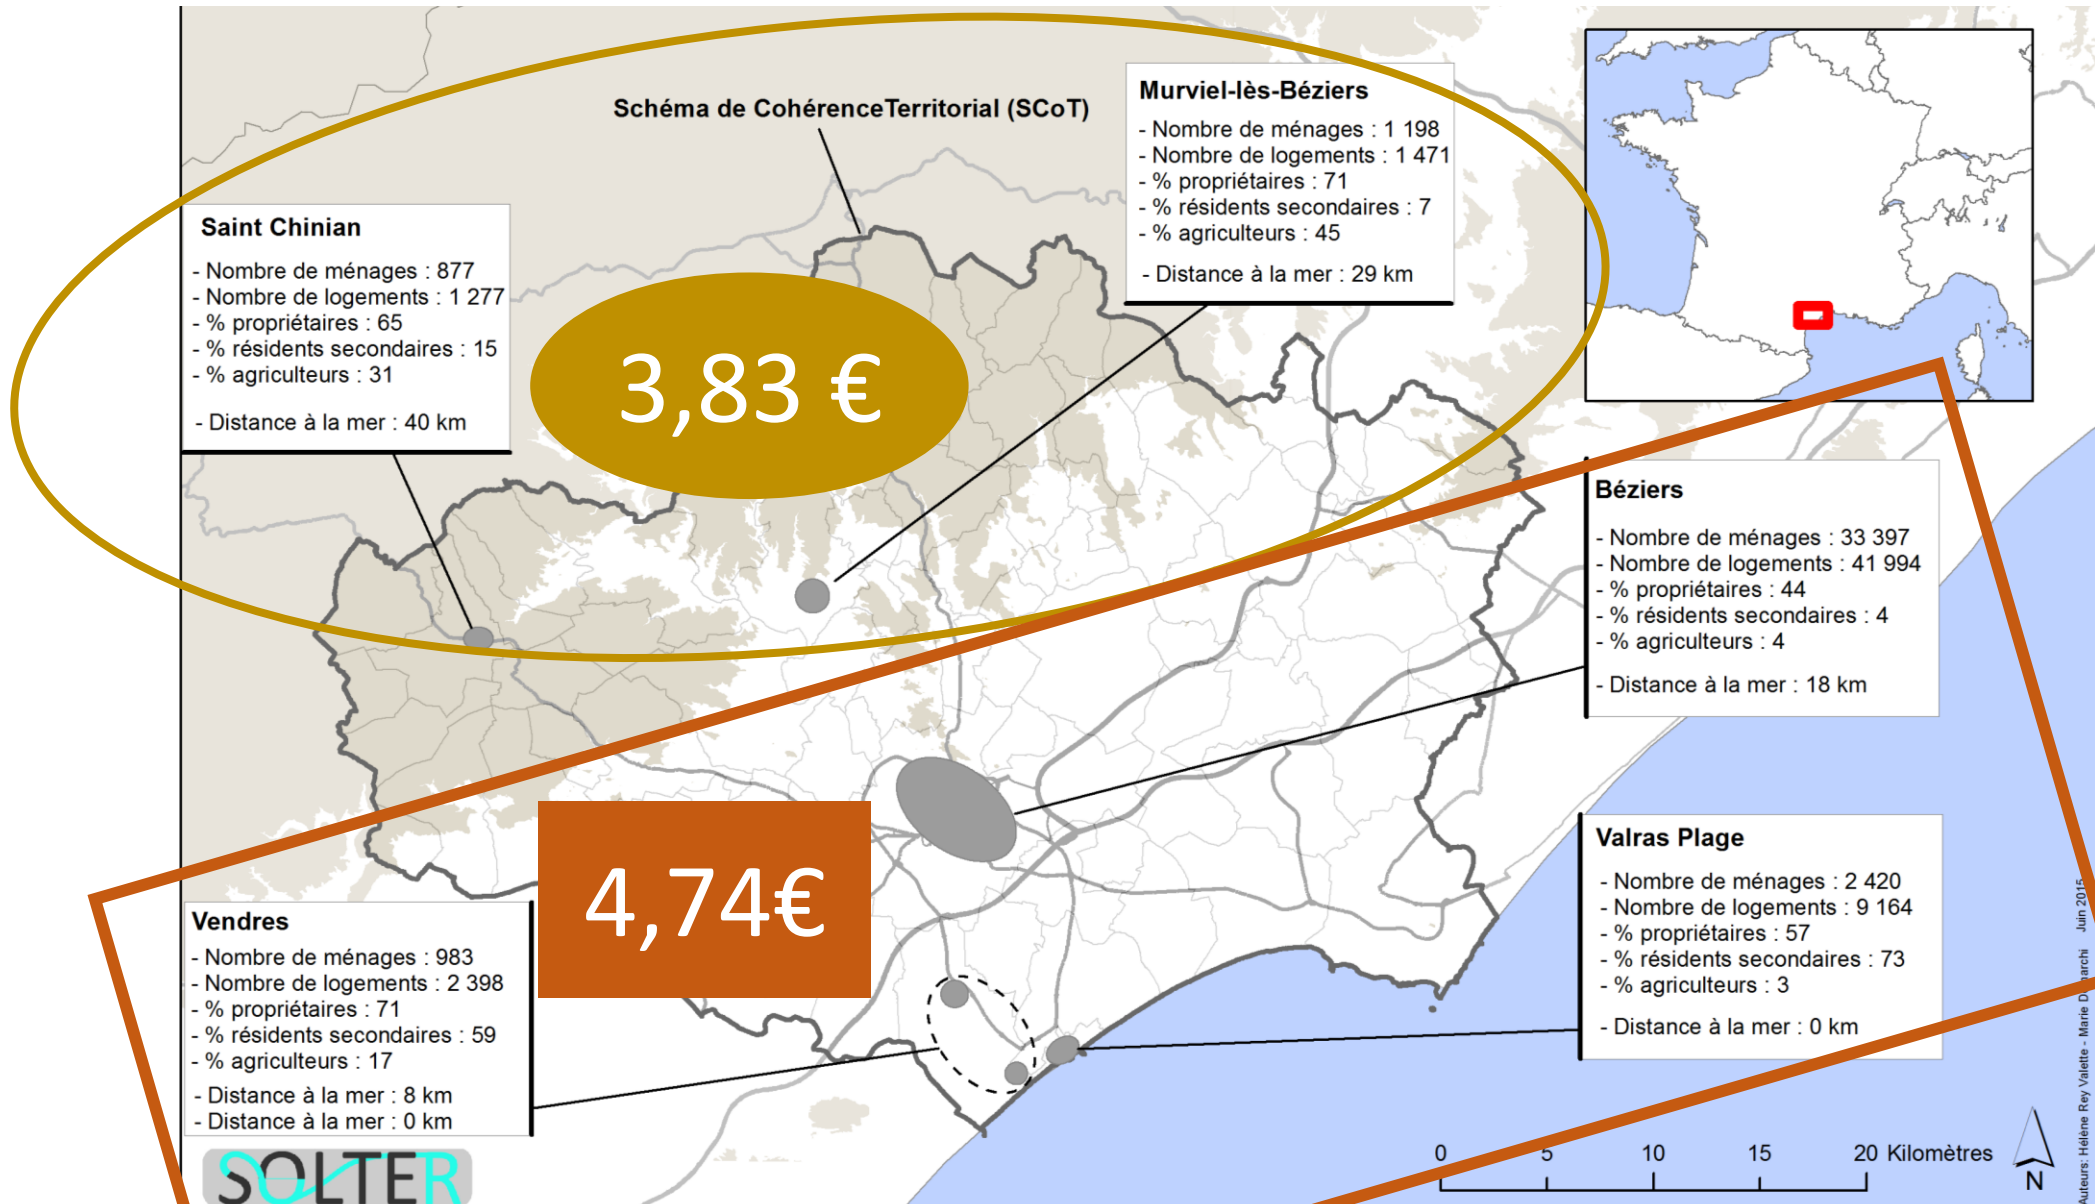 Schéma de CohérenceTerritorial (SCoT)
Murviel-lès-Béziers
- Nombre de ménages : 1 198
- Nombre de logements : 1 471
- % propriétaires : 71
- % résidents secondaires : 7
- % agriculteurs : 45
- Distance à la mer : 29 km
Saint Chinian
- Nombre de ménages : 877
- Nombre de logements : 1 277
- % propriétaires : 65
- % résidents secondaires : 15
- % agriculteurs : 31
- Distance à la mer : 40 km
3,83 €
Béziers
- Nombre de ménages : 33 397
- Nombre de logements : 41 994
- % propriétaires : 44
- % résidents secondaires : 4
- % agriculteurs : 4
- Distance à la mer : 18 km
4,74€
Valras Plage
- Nombre de ménages : 2 420
- Nombre de logements : 9 164
- % propriétaires : 57
- % résidents secondaires : 73
- % agriculteurs : 3
- Distance à la mer : 0 km
Vendres
- Nombre de ménages : 983
- Nombre de logements : 2 398
- % propriétaires : 71
- % résidents secondaires : 59
- % agriculteurs : 17
- Distance à la mer : 8 km
- Distance à la mer : 0 km
SOLTER
0 5 10 15 20 Kilomètres
N
Auteurs: Hélène Rey Valette - Marie Juin 2015